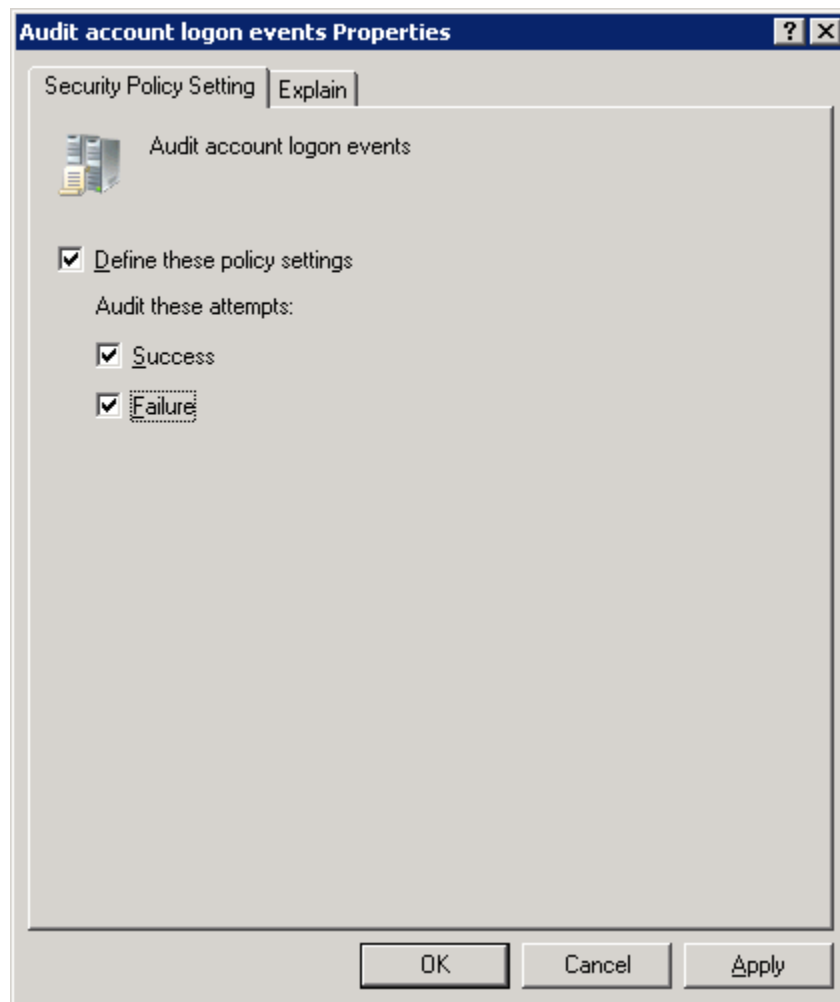 Audit account logon events Properties
Security Policy Setting Explain
Audit account logon events
Define these policy settings
Audit these attempts:
Success
Failure
OK Cancel Apply